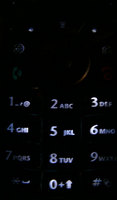 1 @ 2 ABC 3 DEF
4 GHI 5 JKL 6 MNO
7 PQRS 8 TUV 9 WXYZ
* 0 + #